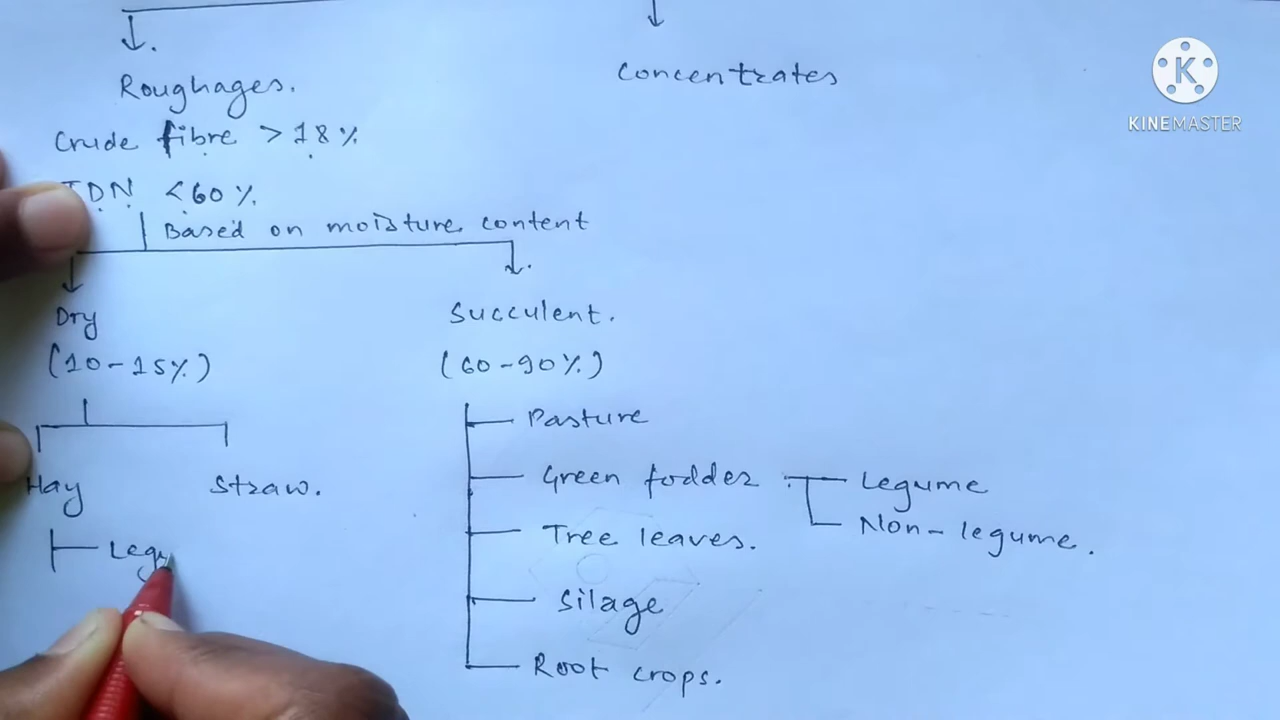 Roughages.
Concentrates
Crude fibre > 18%
TDN < 60%
Based on moisture content
Dry
Succulent.
(10-15%)
(60-90%)
Hay
Straw.
Legu
Pasture
Green fodder
Legume
Non-legume.
Tree leaves.
Silage
Root crops.
K
KINEMASTER